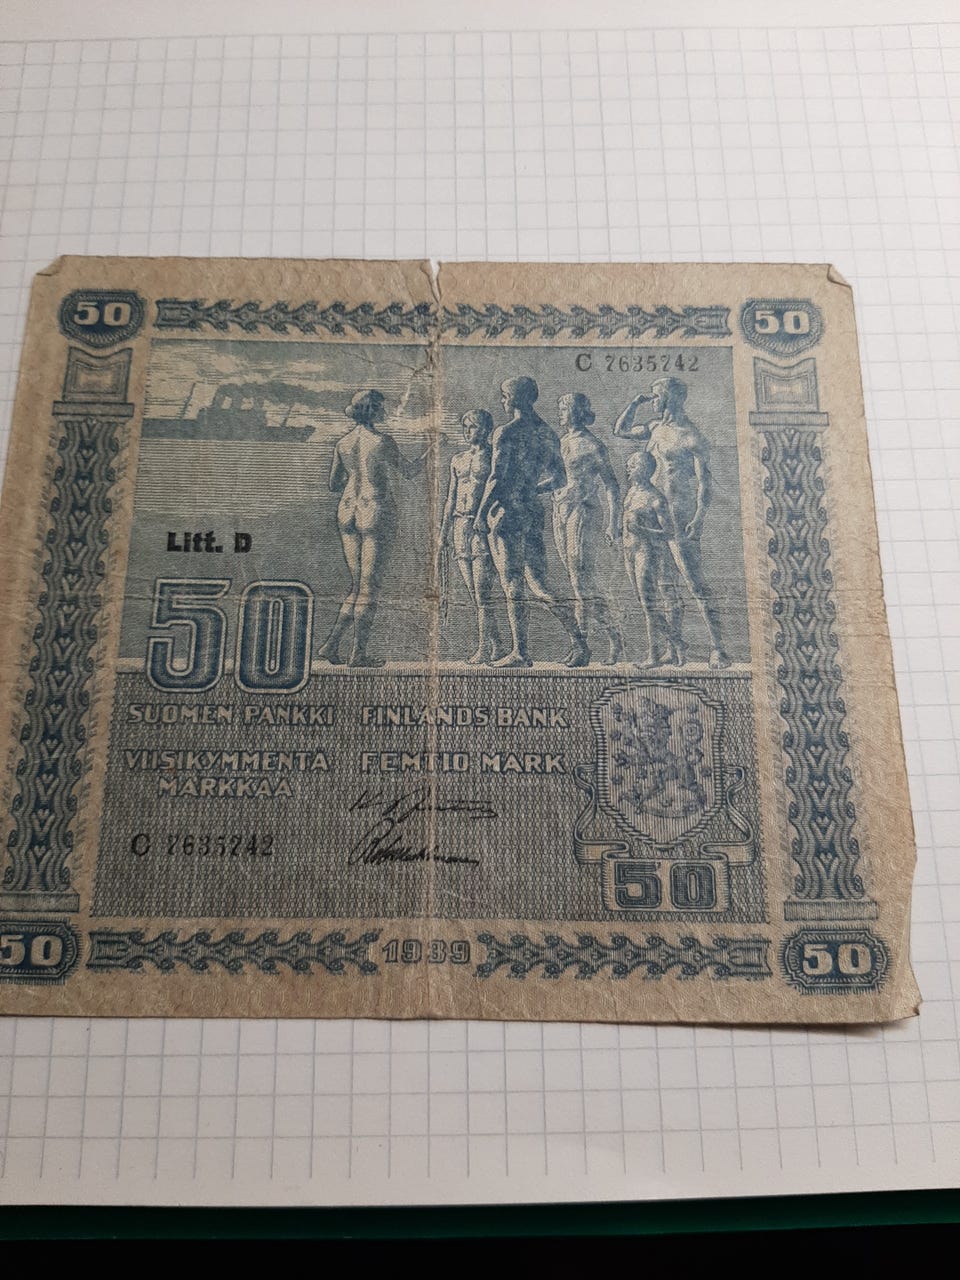 50 50
C 7635742
Litt. D
50
SUOMEN PANKKI FINLANDS BANK
VIISIKYMMENTÄ FEMTIO MARK
MARKKAA
C 7635742
50
50 1939 50